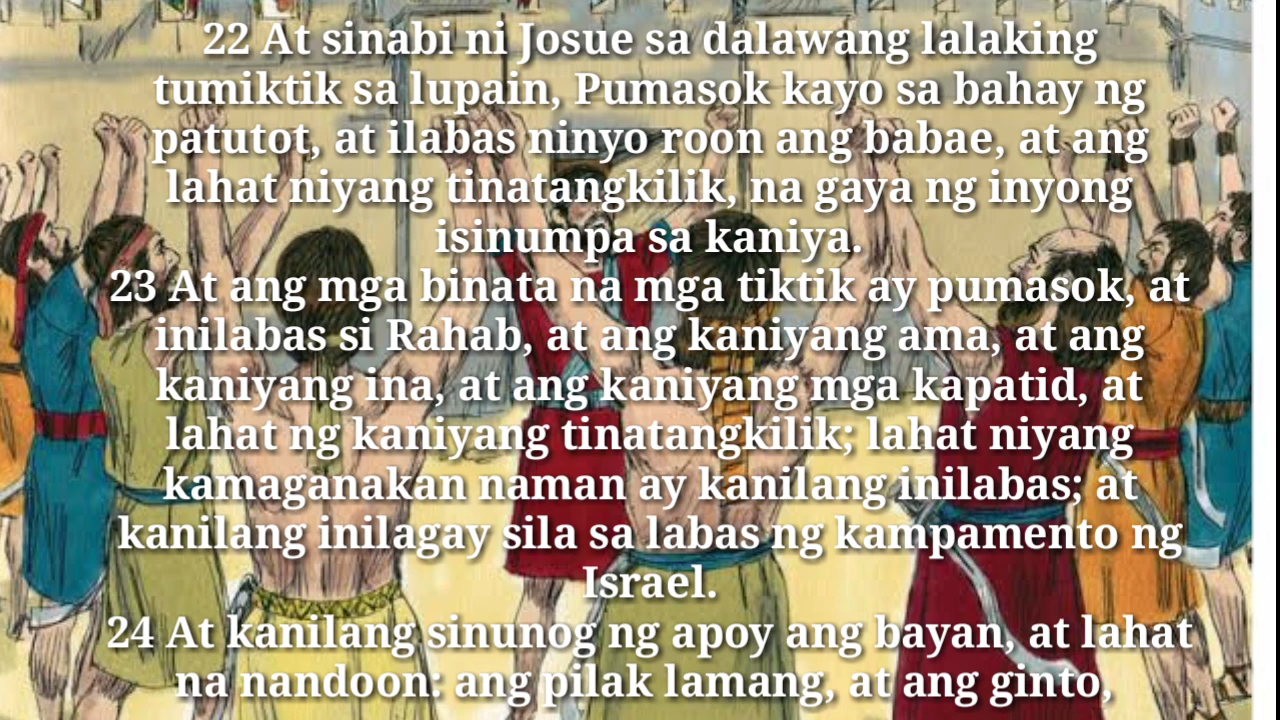 22 At sinabi ni Josue sa dalawang lalaking
tumiktik sa lupain, Pumasok kayo sa bahay ng
patutot, at ilabas ninyo roon ang babae, at ang
lahat niyang tinatangkilik, na gaya ng inyong
isinumpa sa kaniya.
23 At ang mga binata na mga tiktik ay pumasok, at
inilabas si Rahab, at ang kaniyang ama, at ang
kaniyang ina, at ang kaniyang mga kapatid, at
lahat ng kaniyang tinatangkilik; lahat niyang
kamaganakan naman ay kanilang inilabas; at
kanilang inilagay sila sa labas ng kampamento ng
Israel.
24 At kanilang sinunog ng apoy ang bayan, at lahat
na nandoon: ang pilak lamang, at ang ginto,